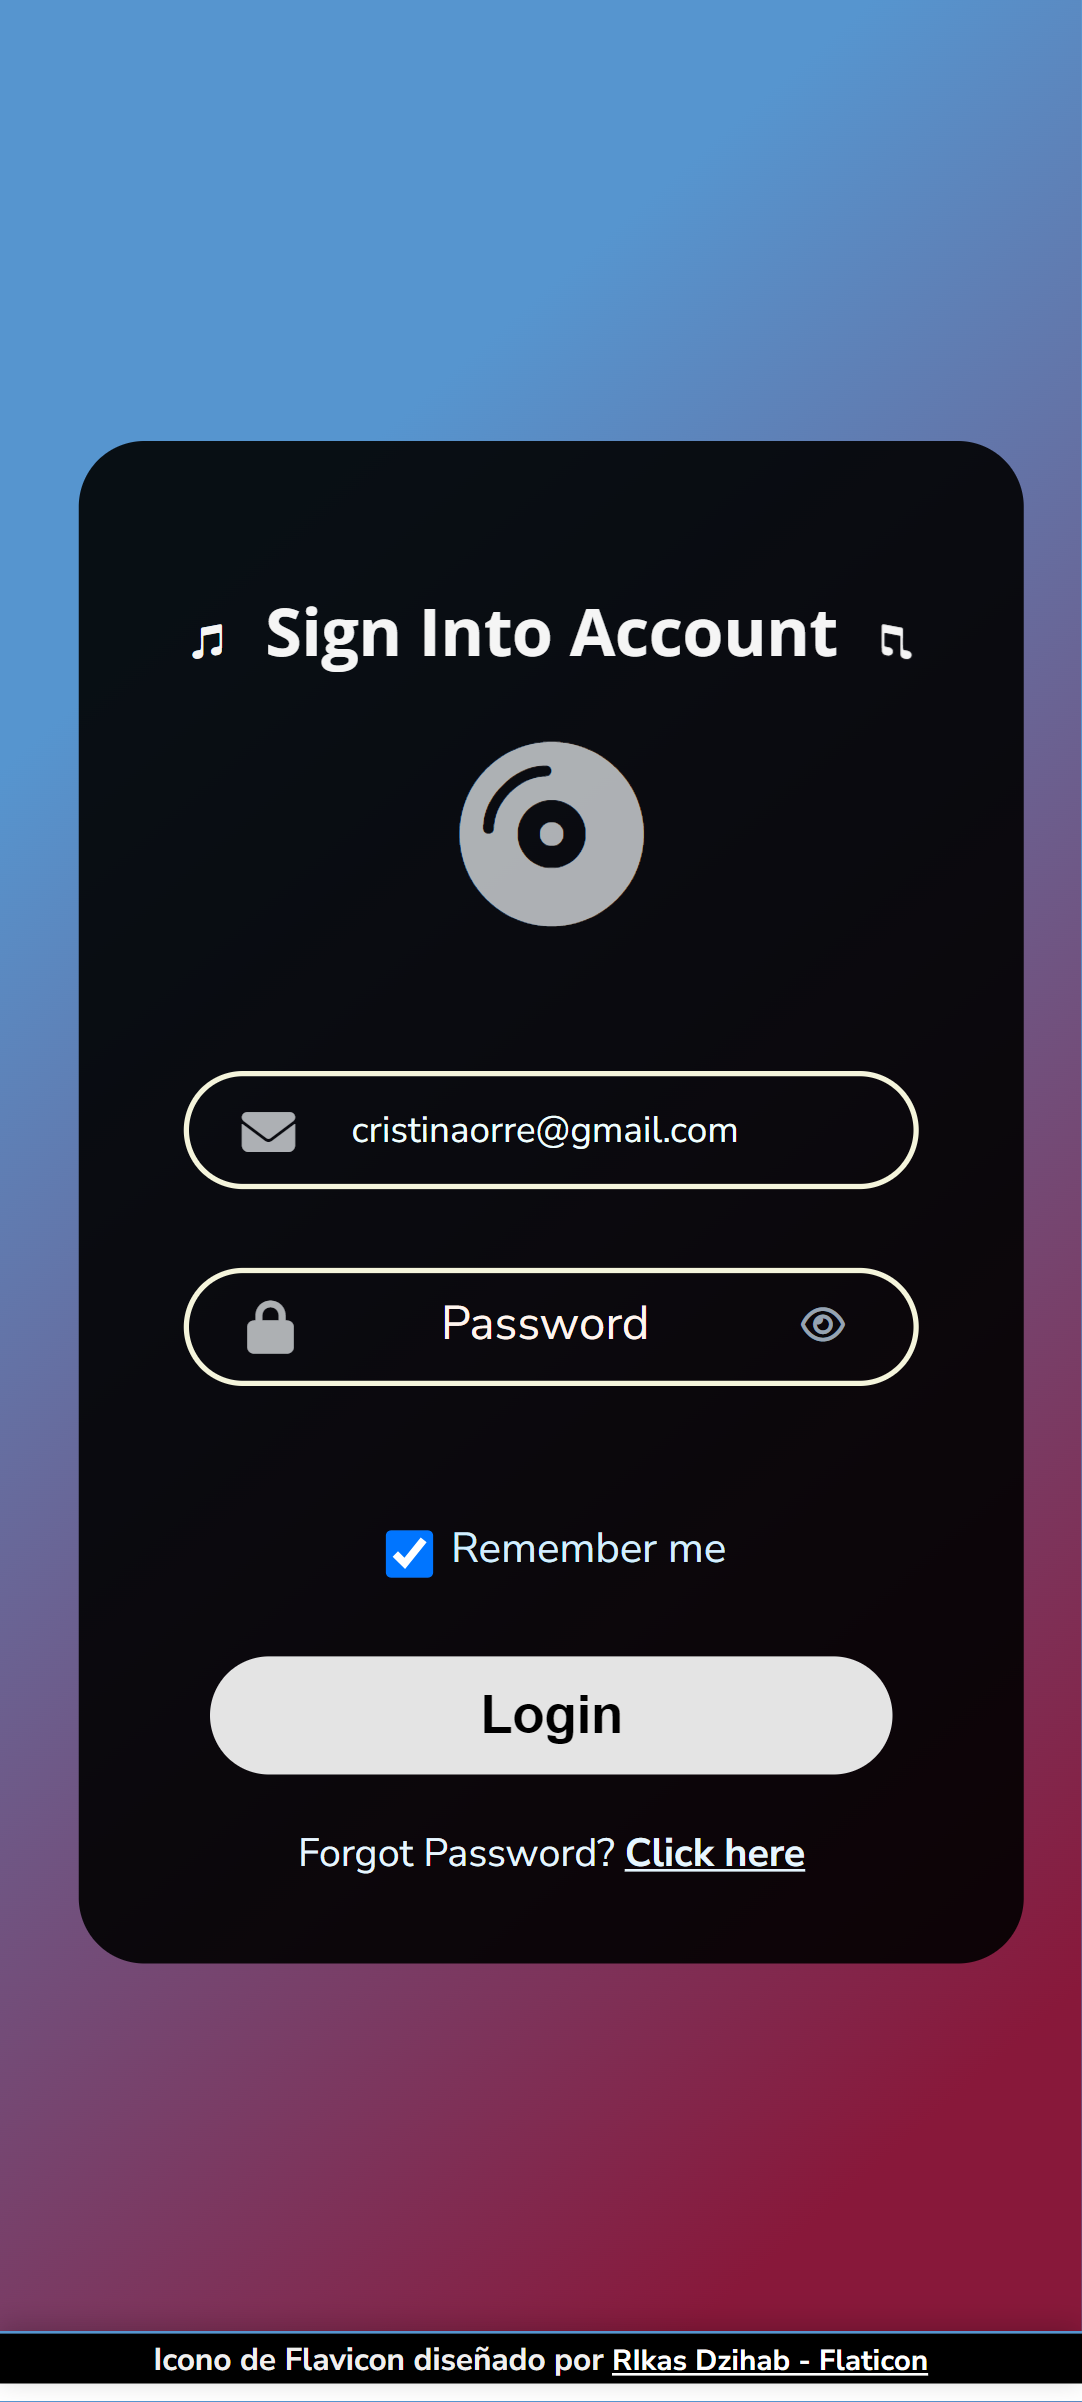 ♫ Sign Into Account ♫
cristinaorre@gmail.com
Password
Remember me
Login
Forgot Password? Click here
Icono de Flavicon diseñado por RIkas Dzihab - Flaticon